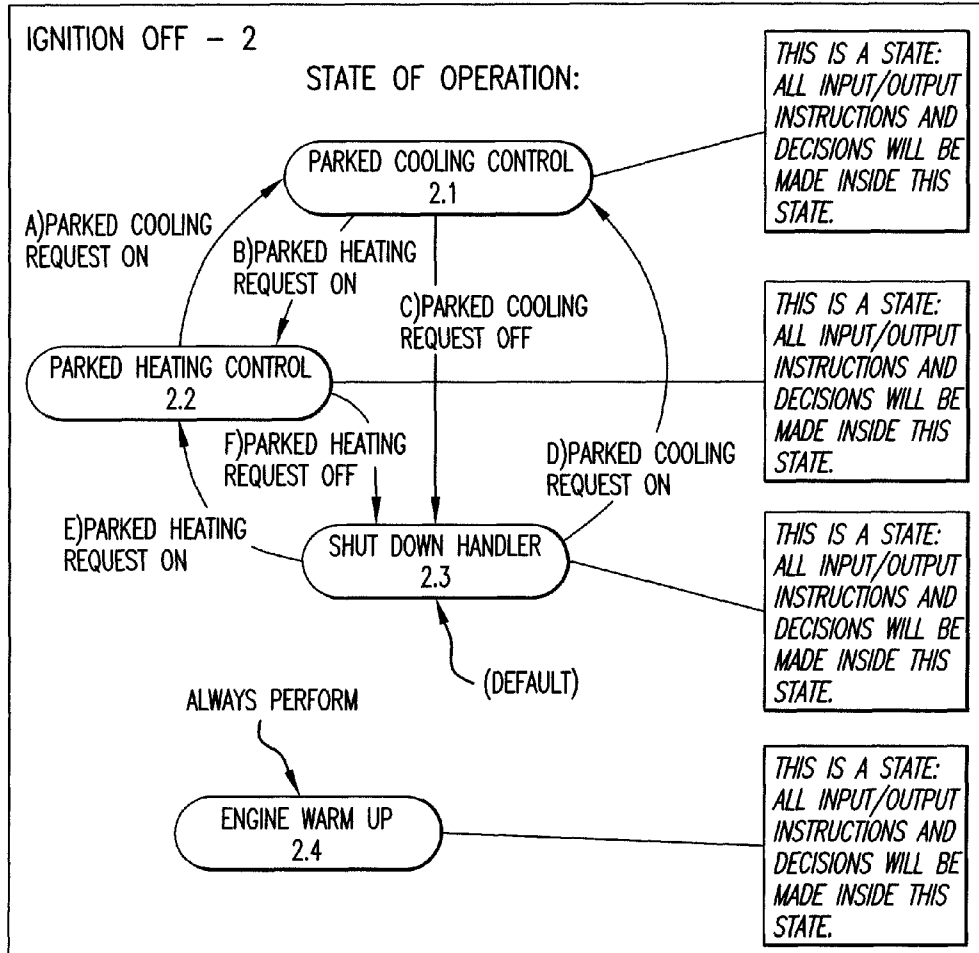 IGNITION OFF - 2
STATE OF OPERATION:
THIS IS A STATE:
ALL INPUT/OUTPUT
INSTRUCTIONS AND
DECISIONS WILL BE
MADE INSIDE THIS
STATE.
PARKED COOLING CONTROL
2.1
A)PARKED COOLING
REQUEST ON
B)PARKED HEATING
REQUEST ON
C)PARKED COOLING
REQUEST OFF
THIS IS A STATE:
ALL INPUT/OUTPUT
INSTRUCTIONS AND
DECISIONS WILL BE
MADE INSIDE THIS
STATE.
PARKED HEATING CONTROL
2.2
F)PARKED HEATING
REQUEST OFF
D)PARKED COOLING
REQUEST ON
E)PARKED HEATING
REQUEST ON
SHUT DOWN HANDLER
2.3
THIS IS A STATE:
ALL INPUT/OUTPUT
INSTRUCTIONS AND
DECISIONS WILL BE
MADE INSIDE THIS
STATE.
(DEFAULT)
ALWAYS PERFORM
ENGINE WARM UP
2.4
THIS IS A STATE:
ALL INPUT/OUTPUT
INSTRUCTIONS AND
DECISIONS WILL BE
MADE INSIDE THIS
STATE.